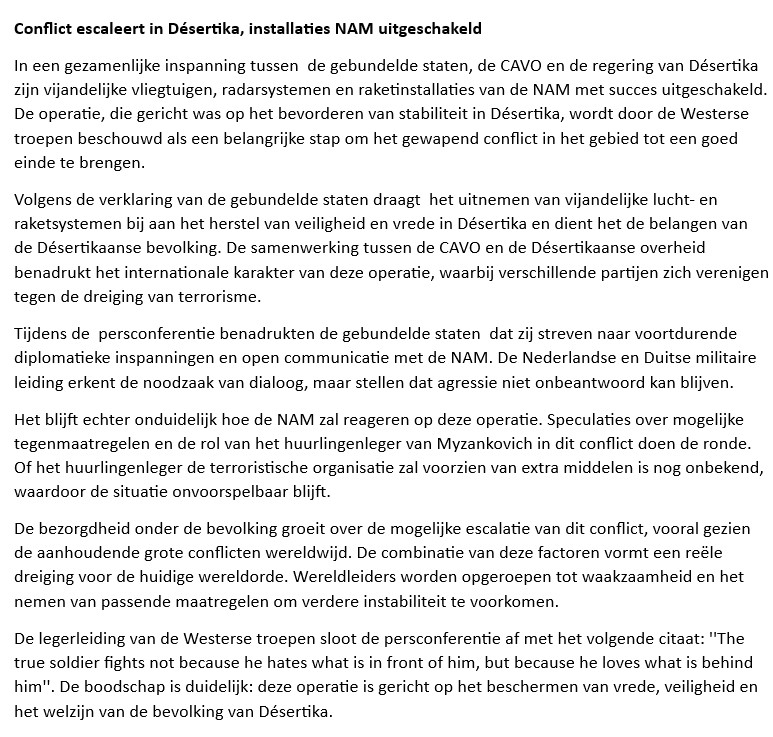 Conflict escaleert in Désertika, installaties NAM uitgeschakeld
In een gezamenlijke inspanning tussen  de gebundelde staten, de CAVO en de regering van Désertika
zijn vijandelijke vliegtuigen, radarsystemen en raketinstallaties van de NAM met succes uitgeschakeld.
De operatie, die gericht was op het bevorderen van stabiliteit in Désertika, wordt door de Westerse
troepen beschouwd als een belangrijke stap om het gewapend conflict in het gebied tot een goed
einde te brengen.
Volgens de verklaring van de gebundelde staten draagt  het uitnemen van vijandelijke lucht- en
raketsystemen bij aan het herstel van veiligheid en vrede in Désertika en dient het de belangen van
de Désertikaanse bevolking. De samenwerking tussen de CAVO en de Désertikaanse overheid
benadrukt het internationale karakter van deze operatie, waarbij verschillende partijen zich verenigen
tegen de dreiging van terrorisme.
Tijdens de  persconferentie benadrukten de gebundelde staten  dat zij streven naar voortdurende
diplomatieke inspanningen en open communicatie met de NAM. De Nederlandse en Duitse militaire
leiding erkent de noodzaak van dialoog, maar stellen dat agressie niet onbeantwoord kan blijven.
Het blijft echter onduidelijk hoe de NAM zal reageren op deze operatie. Speculaties over mogelijke
tegenmaatregelen en de rol van het huurlingenleger van Myzankovich in dit conflict doen de ronde.
Of het huurlingenleger de terroristische organisatie zal voorzien van extra middelen is nog onbekend,
waardoor de situatie onvoorspelbaar blijft.
De bezorgdheid onder de bevolking groeit over de mogelijke escalatie van dit conflict, vooral gezien
de aanhoudende grote conflicten wereldwijd. De combinatie van deze factoren vormt een reële
dreiging voor de huidige wereldorde. Wereldleiders worden opgeroepen tot waakzaamheid en het
nemen van passende maatregelen om verdere instabiliteit te voorkomen.
De legerleiding van de Westerse troepen sloot de persconferentie af met het volgende citaat: "The
true soldier fights not because he hates what is in front of him, but because he loves what is behind
him". De boodschap is duidelijk: deze operatie is gericht op het beschermen van vrede, veiligheid en
het welzijn van de bevolking van Désertika.